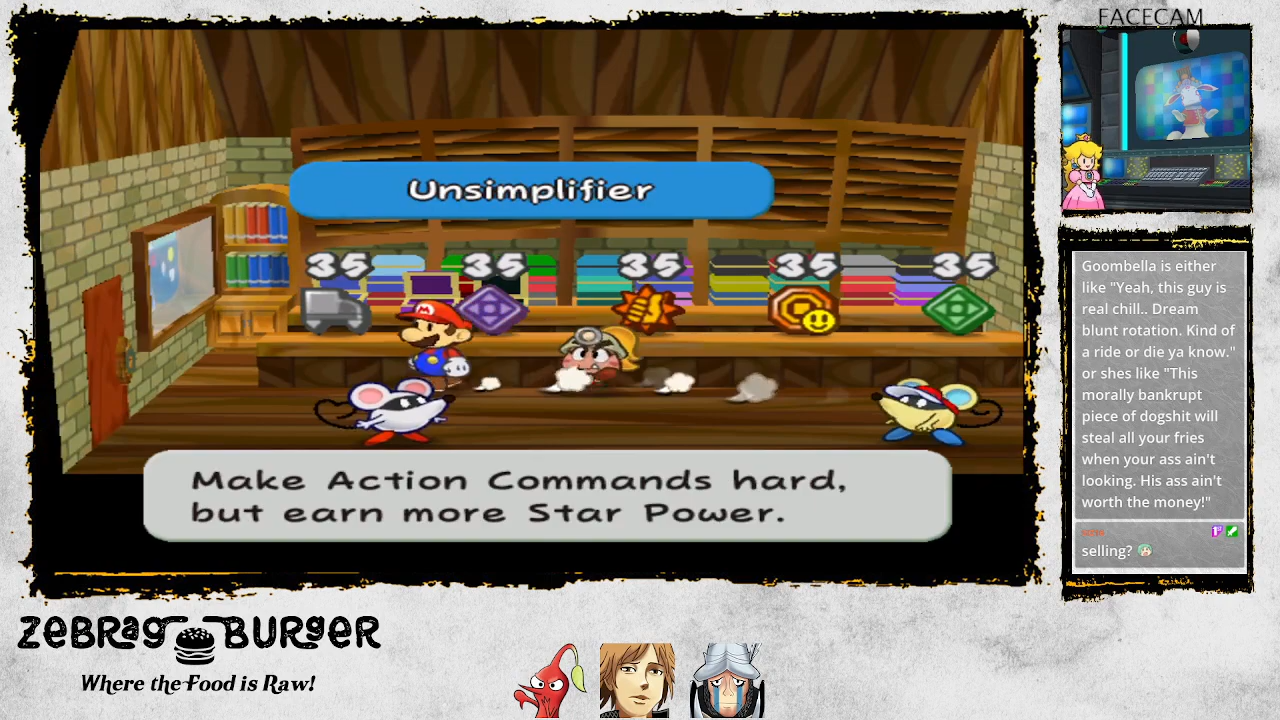 FACECAM
Unsimplifier
35 35 35 35 35
Make Action Commands hard,
but earn more Star Power.
Goombella is either
like "Yeah, this guy is
real chill.. Dream
blunt rotation. Kind of
a ride or die ya know."
or shes like "This
morally bankrupt
piece of dogshit will
steal all your fries
when your ass ain't
looking. His ass ain't
worth the money!"
selling?
ZEBRAG BURGER
Where the Food is Raw!